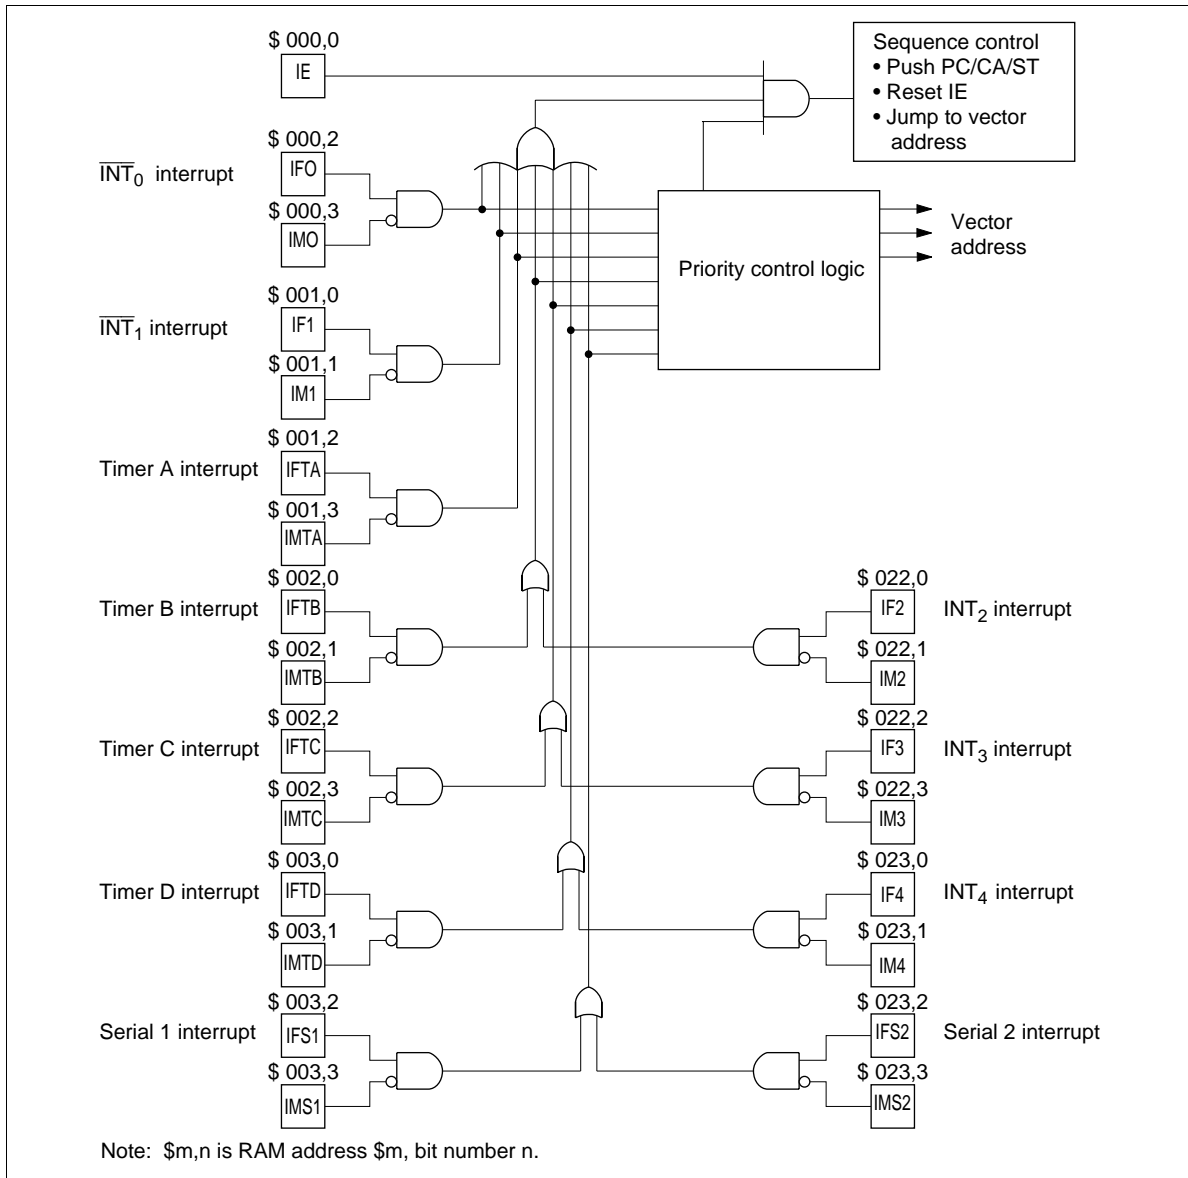 $ 000,0
IE
Sequence control
• Push PC/CA/ST
• Reset IE
• Jump to vector
address
$ 000,2
INT0 interrupt
IFO
$ 000,3
IMO
Priority control logic
Vector
address
$ 001,0
INT1 interrupt
IF1
$ 001,1
IM1
$ 001,2
Timer A interrupt
IFTA
$ 001,3
IMTA
$ 002,0
Timer B interrupt
IFTB
$ 002,1
IMTB
$ 022,0
IF2
INT2 interrupt
$ 022,1
IM2
$ 002,2
Timer C interrupt
IFTC
$ 002,3
IMTC
$ 022,2
IF3
INT3 interrupt
$ 022,3
IM3
$ 003,0
Timer D interrupt
IFTD
$ 003,1
IMTD
$ 023,0
IF4
INT4 interrupt
$ 023,1
IM4
$ 003,2
Serial 1 interrupt
IFS1
$ 003,3
IMS1
$ 023,2
IFS2
Serial 2 interrupt
$ 023,3
IMS2
Note: $m,n is RAM address $m, bit number n.